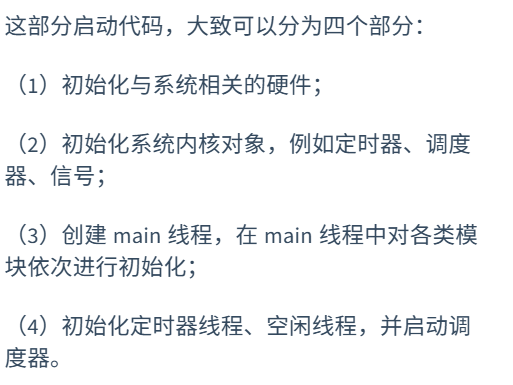 这部分启动代码，大致可以分为四个部分：
（1）初始化与系统相关的硬件；
（2）初始化系统内核对象，例如定时器、调度
器、信号；
（3）创建 main 线程，在 main 线程中对各类模
块依次进行初始化；
（4）初始化定时器线程、空闲线程，并启动调
度器。